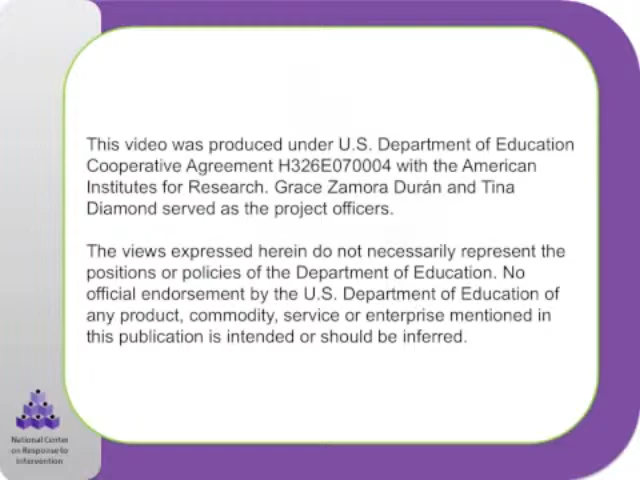 This video was produced under U.S. Department of Education
Cooperative Agreement H326E070004 with the American
Institutes for Research. Grace Zamora Durán and Tina
Diamond served as the project officers.
The views expressed herein do not necessarily represent the
positions or policies of the Department of Education. No
official endorsement by the U.S. Department of Education of
any product, commodity, service or enterprise mentioned in
this publication is intended or should be inferred.
National Center
on Response to
Intervention